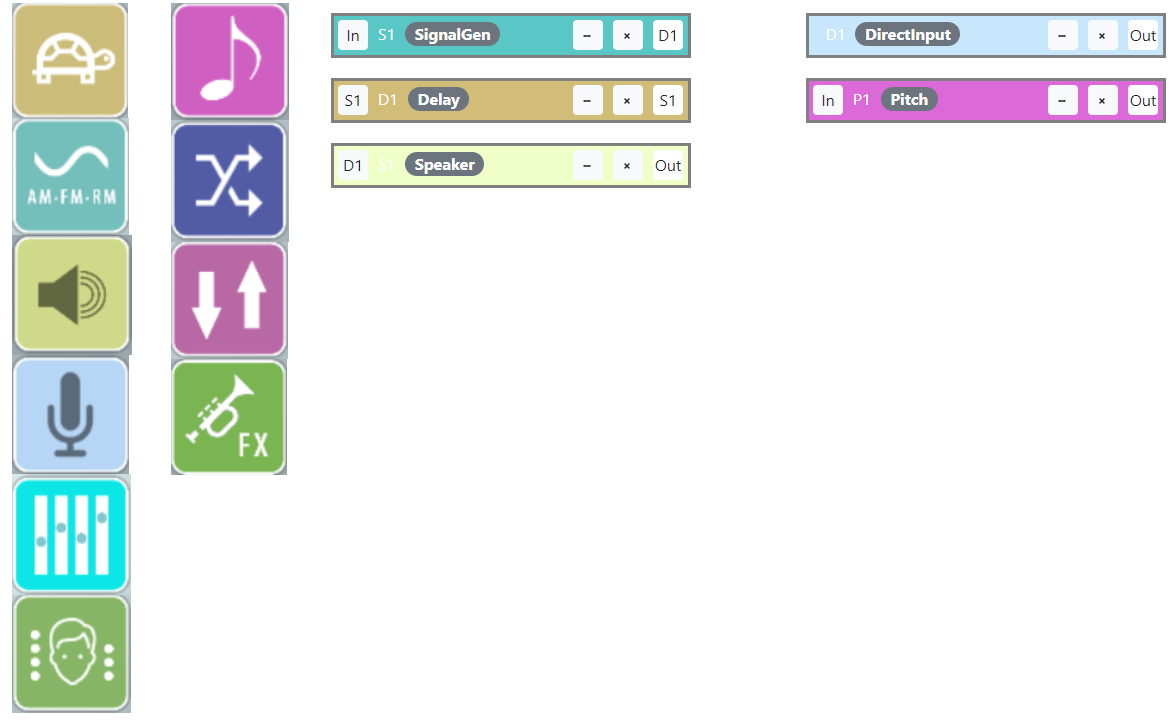 AM-FM-RM
FX
In S1 SignalGen − × D1
S1 D1 Delay − × S1
D1 S1 Speaker − × Out
D1 DirectInput − × Out
In P1 Pitch − × Out